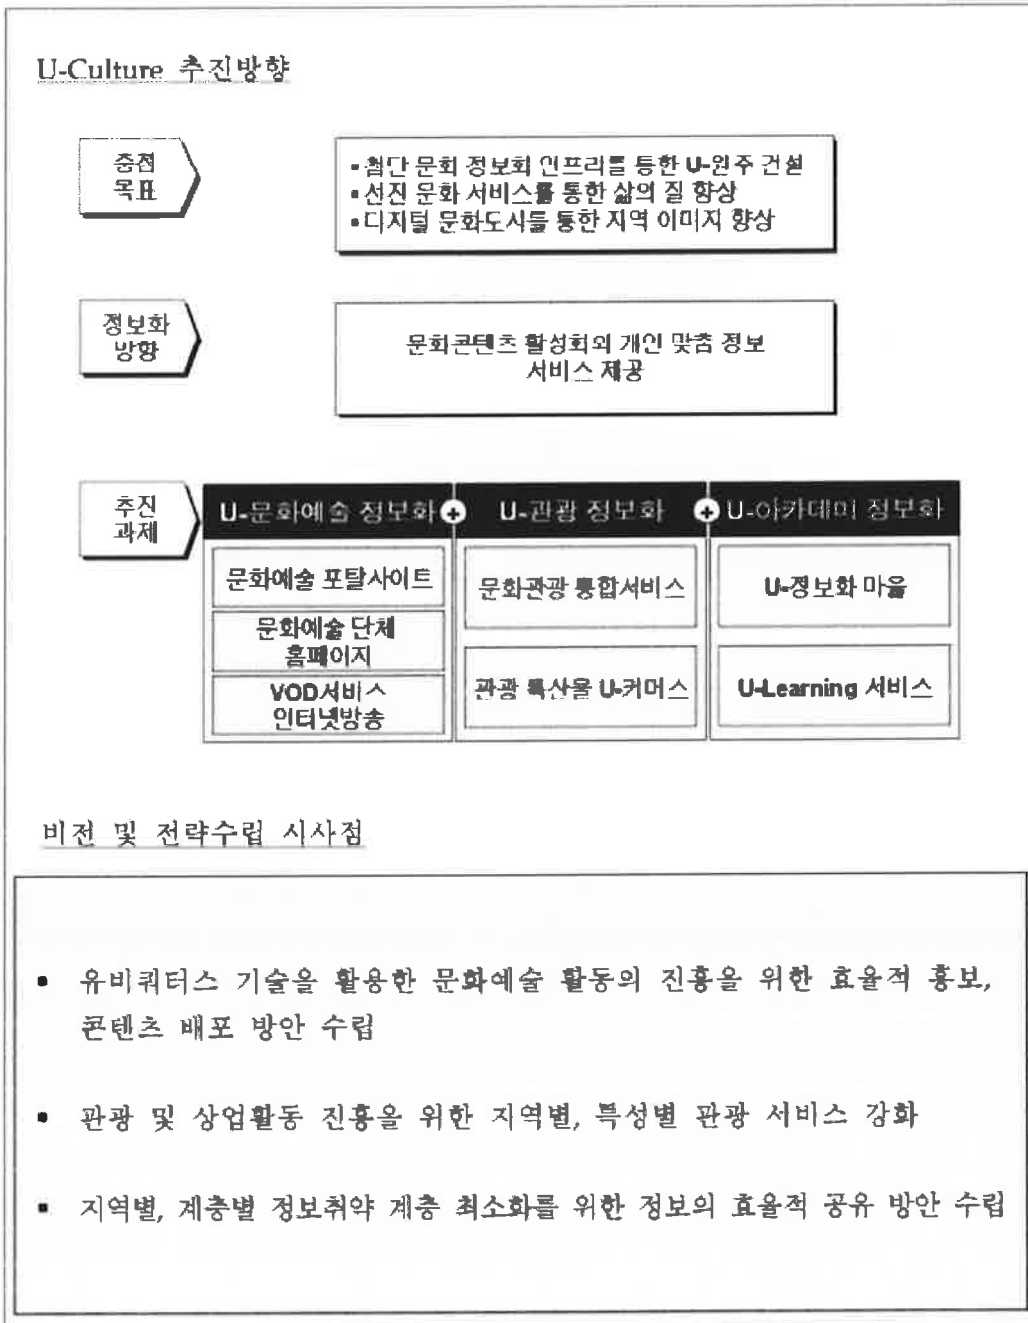 U-Culture 추진방향
중점
목표
▪첨단 문화 정보화 인프라를 통한 U-원주 건설
▪선진 문화 서비스를 통한 삶의 질 향상
▪디지털 문화도시를 통한 지역 이미지 향상
정보화
방향
문화콘텐츠 활성화와 개인 맞춤 정보
서비스 제공
추진
과제
U-문화예술 정보화
U-관광 정보화
U-아카데미 정보화
문화예술 포탈사이트
문화예술 단체
홈페이지
VOD서비스
인터넷방송
문화관광 통합서비스
관광 특산물 U-커머스
U-정보화 마을
U-Learning 서비스
비전 및 전략수립 시사점
▪ 유비쿼터스 기술을 활용한 문화예술 활동의 진흥을 위한 효율적 홍보,
콘텐츠 배포 방안 수립
▪ 관광 및 상업활동 진흥을 위한 지역별, 특성별 관광 서비스 강화
▪ 지역별, 계층별 정보취약 계층 최소화를 위한 정보의 효율적 공유 방안 수립